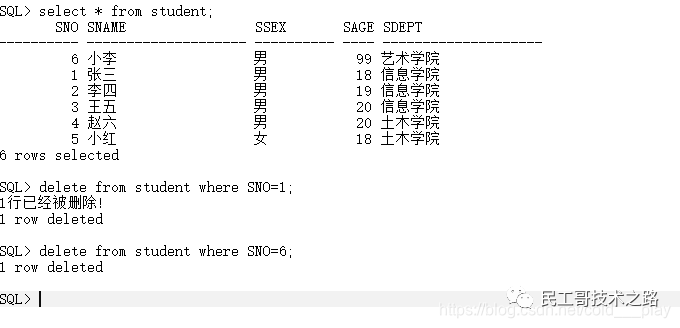 SQL> select * from student;
SNO SNAME SSEX SAGE SDEPT
---------- -------------------- ---------- ---- --------------------
6 小李 男 99 艺术学院
1 张三 男 18 信息学院
2 李四 男 19 信息学院
3 王五 男 20 信息学院
4 赵六 男 20 土木学院
5 小红 女 18 土木学院
6 rows selected
SQL> delete from student where SNO=1;
1行已经被删除!
1 row deleted
SQL> delete from student where SNO=6;
1 row deleted
SQL>
民工哥技术之路
https://blog.csdn.net/cold___play